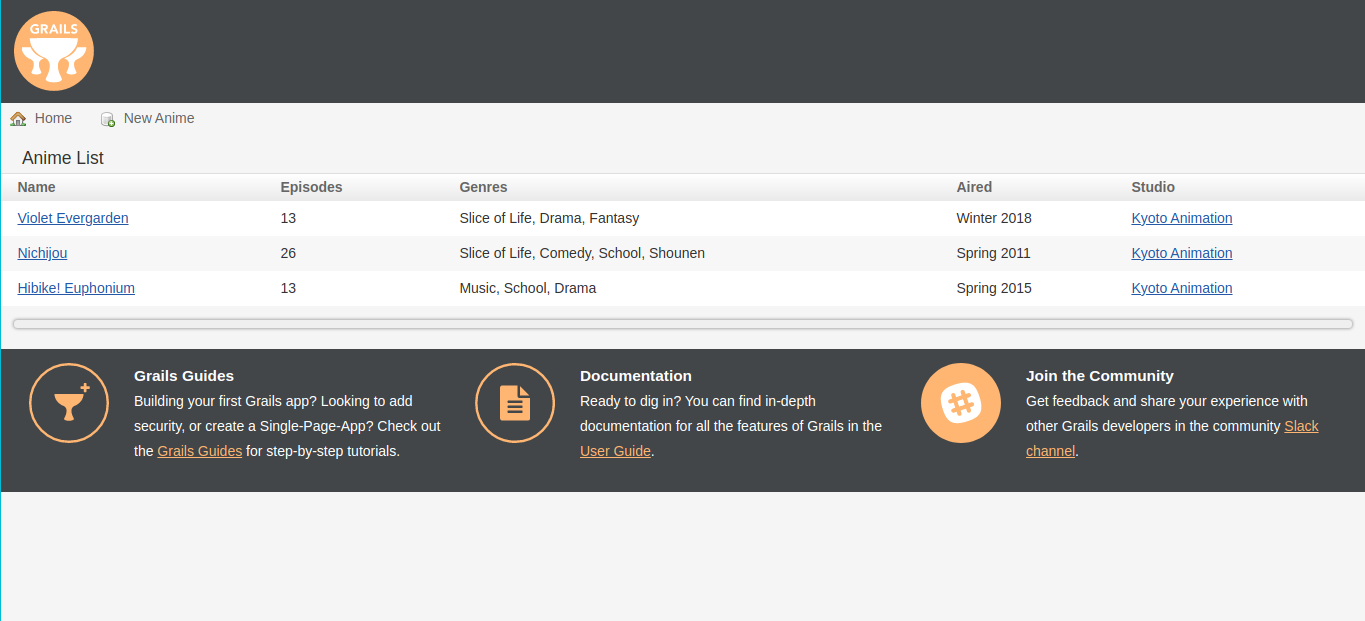 GRAILS
Home New Anime
Anime List
Name Episodes Genres Aired Studio
Violet Evergarden 13 Slice of Life, Drama, Fantasy Winter 2018 Kyoto Animation
Nichijou 26 Slice of Life, Comedy, School, Shounen Spring 2011 Kyoto Animation
Hibike! Euphonium 13 Music, School, Drama Spring 2015 Kyoto Animation
Grails Guides
Building your first Grails app? Looking to add
security, or create a Single-Page-App? Check out
the Grails Guides for step-by-step tutorials.
Documentation
Ready to dig in? You can find in-depth
documentation for all the features of Grails in the
User Guide.
Join the Community
Get feedback and share your experience with
other Grails developers in the community Slack
channel.